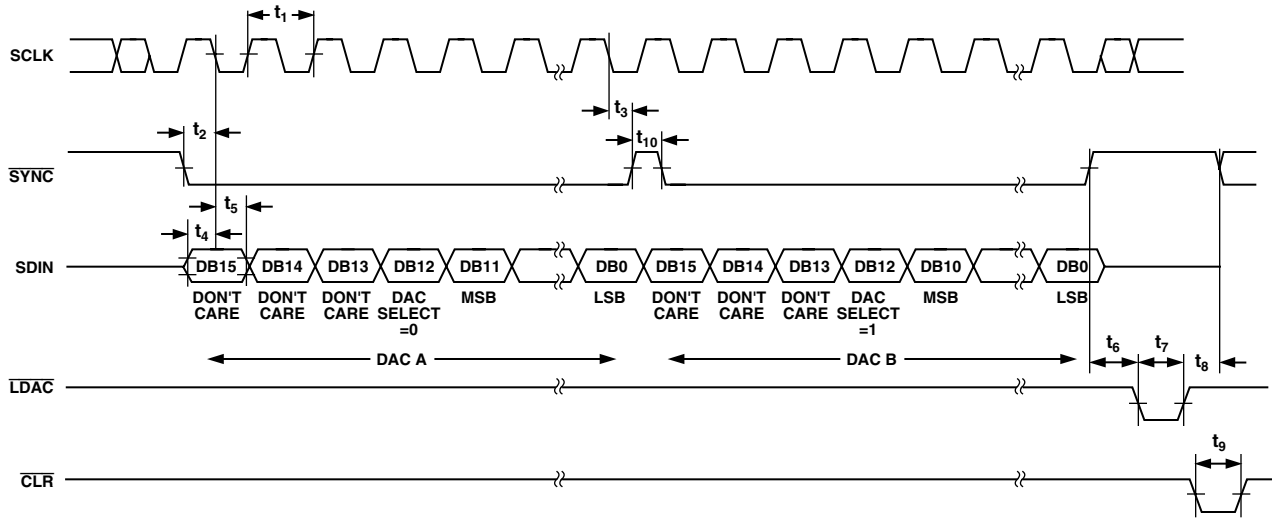 t1
SCLK
t3
t2
t10
SYNC
t5
t4
SDIN
DB15 DB14 DB13 DB12 DB11 DB0 DB15 DB14 DB13 DB12 DB10 DB0
DON'T CARE DON'T CARE DON'T CARE DAC SELECT =0 MSB LSB DON'T CARE DON'T CARE DON'T CARE DAC SELECT =1 MSB LSB
DAC A DAC B
t6 t7 t8
LDAC
t9
CLR